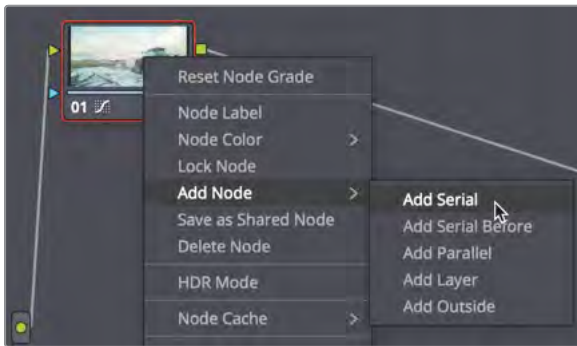 01
Reset Node Grade
Node Label
Node Color >
Lock Node
Add Node >
Save as Shared Node
Delete Node
HDR Mode
Node Cache >
Add Serial
Add Serial Before
Add Parallel
Add Layer
Add Outside